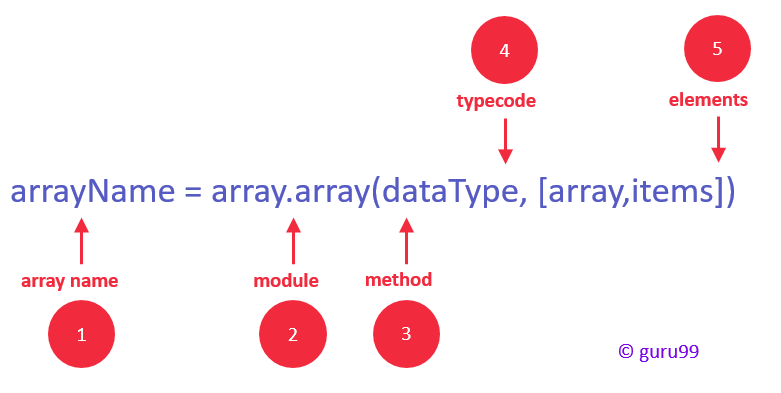 4
5
typecode
elements
arrayName = array.array(dataType, [array,items])
array name
module
method
1
2
3
© guru99